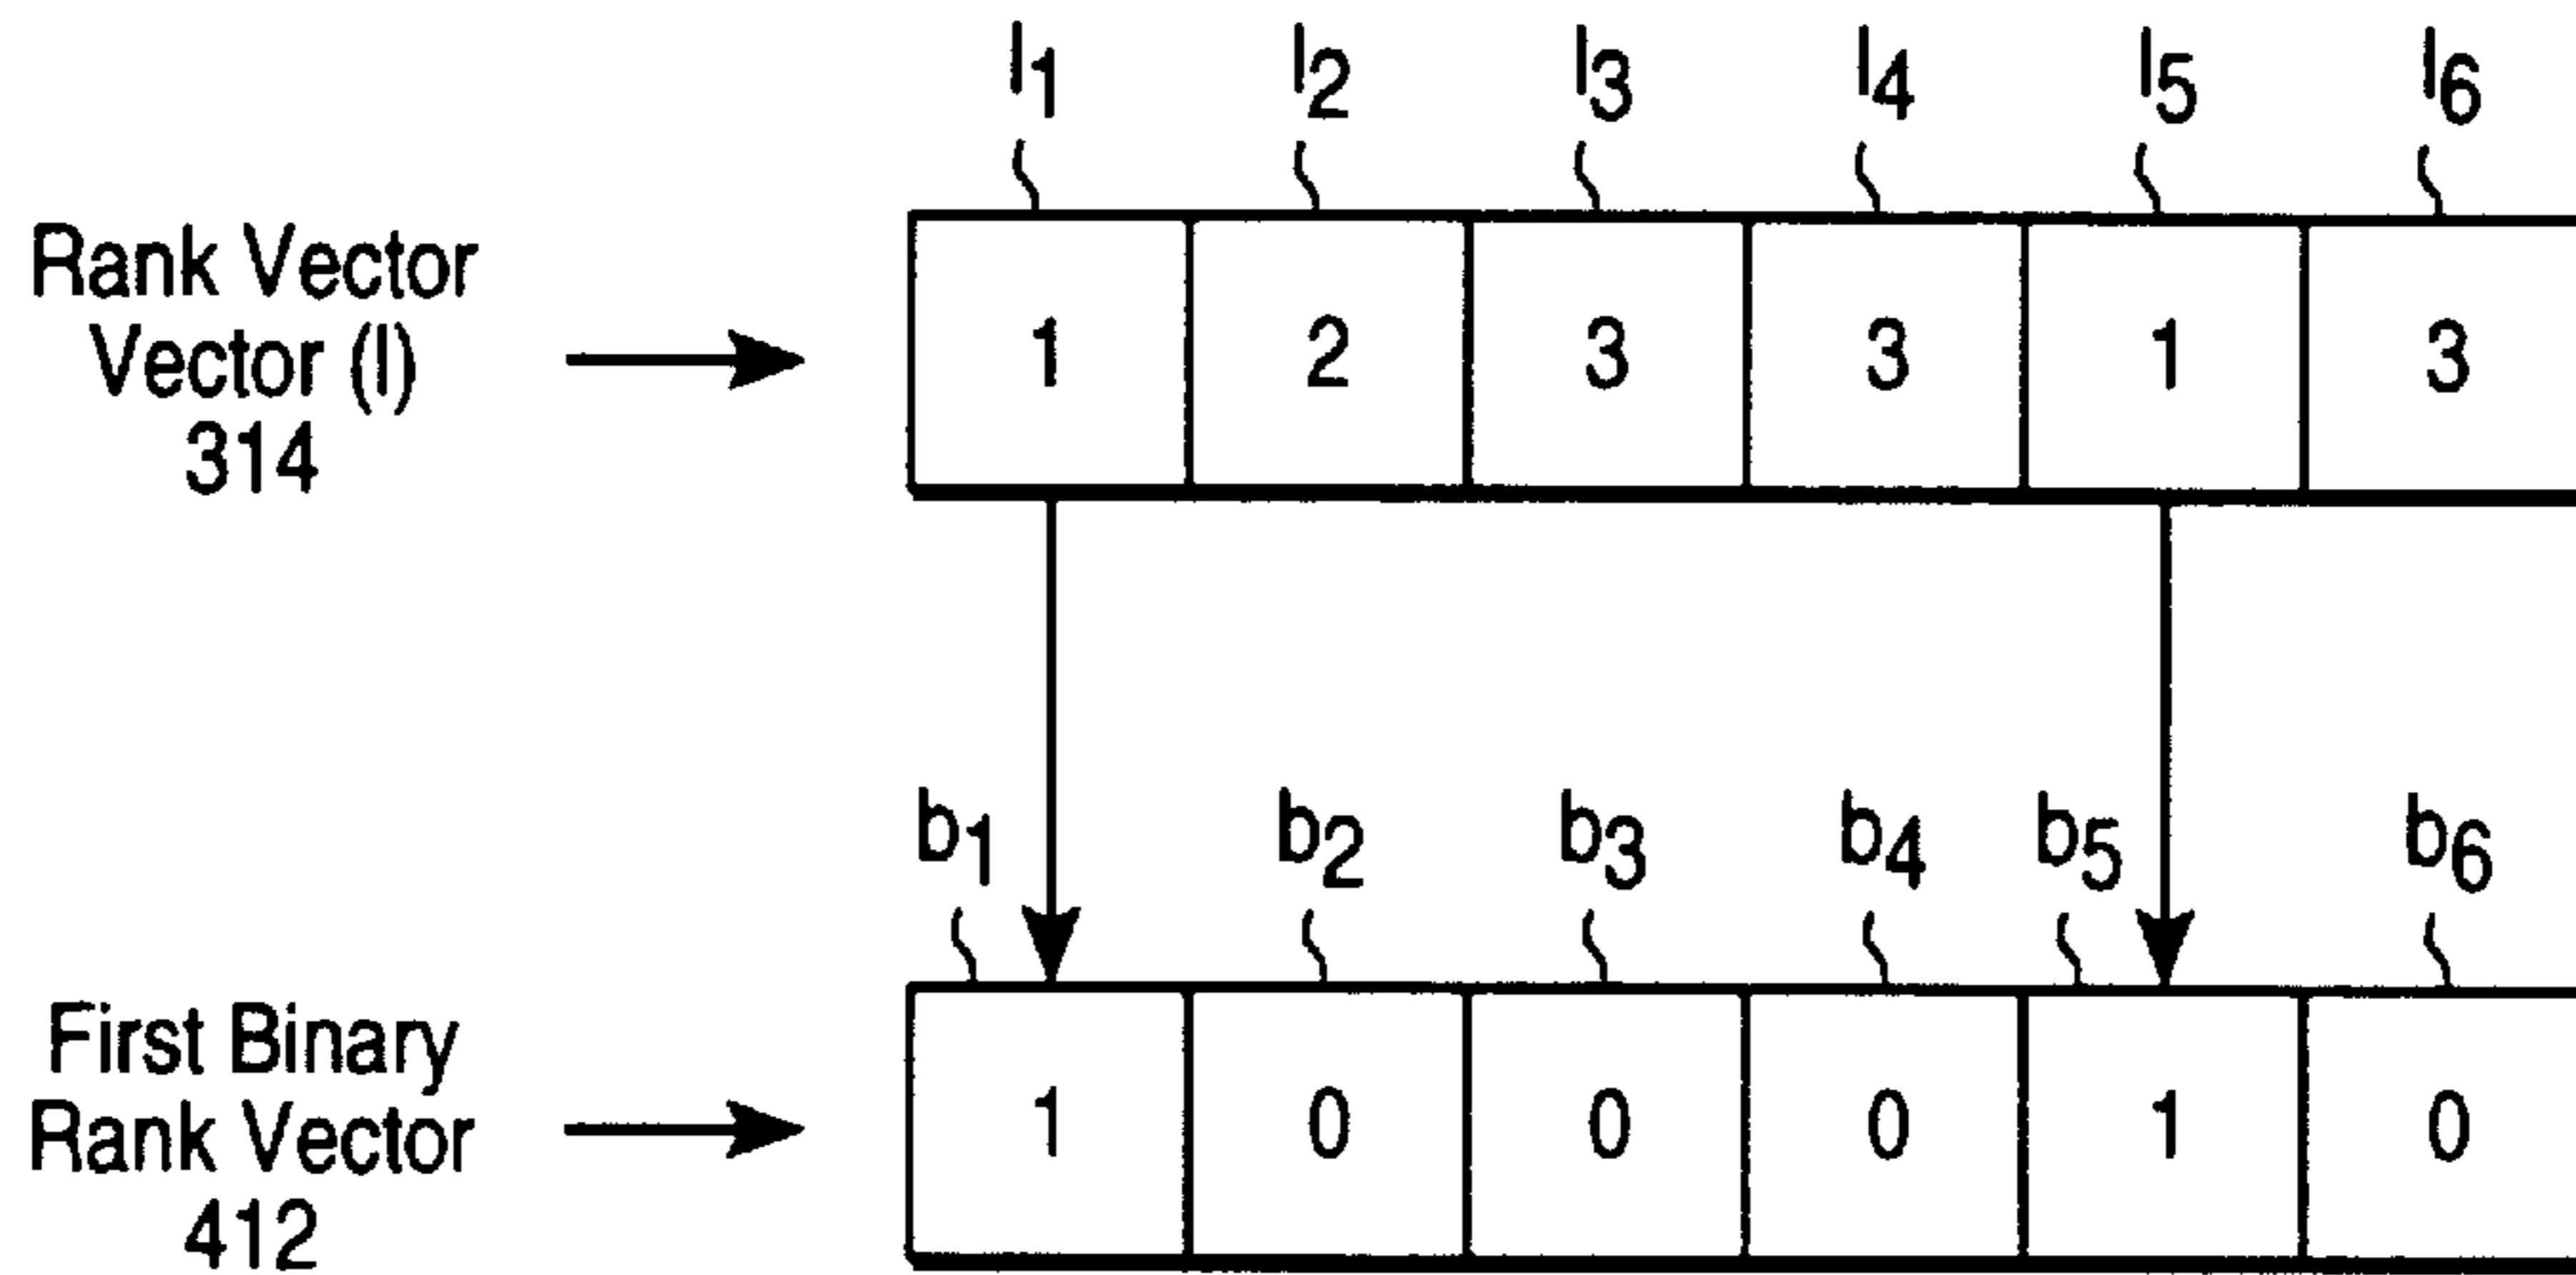 l1 l2 l3 l4 l5 l6
Rank Vector
Vector (l)
314
1 2 3 3 1 3
b1 b2 b3 b4 b5 b6
First Binary
Rank Vector
412
1 0 0 0 1 0